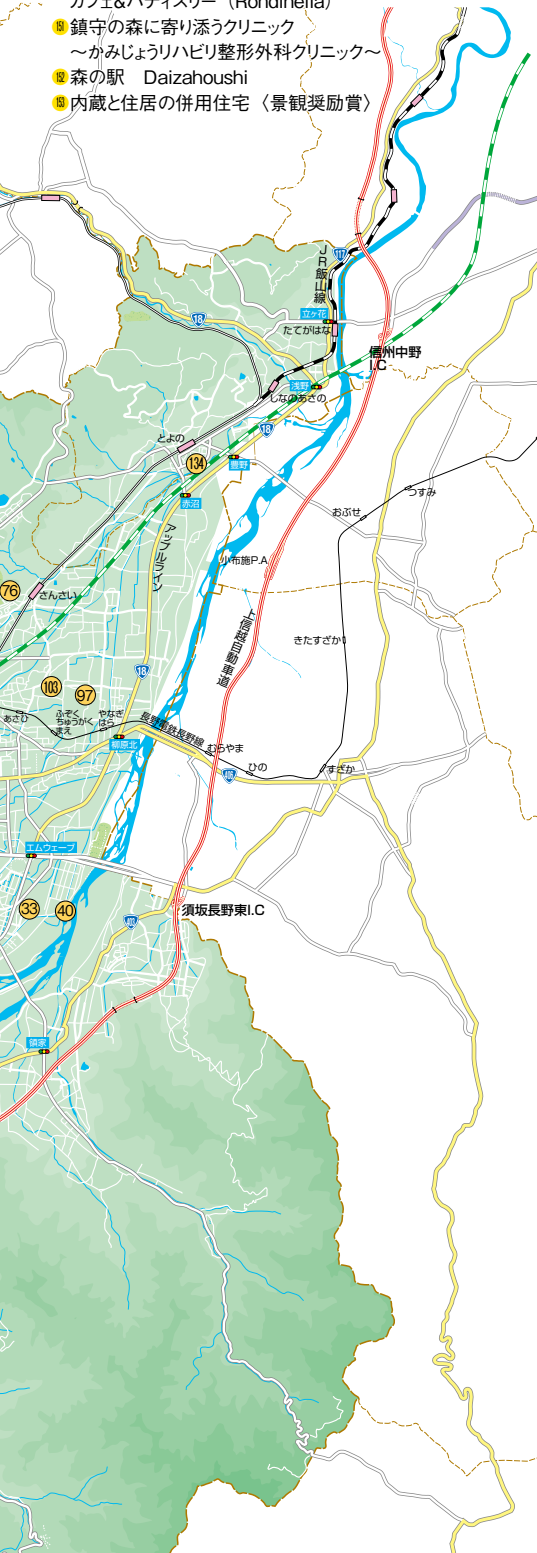 カフェ&パティスリー（Rondinella）
151 鎮守の森に寄り添うクリニック
～かみじょうリハビリ整形外科クリニック～
152 森の駅 Daizahoushi
153 内蔵と住居の併用住宅〈景観奨励賞〉
JR飯山線
117
立ヶ花
たてがはな
18
信州中野
I.C
浅野
しなのあさの
18
とよの
134
豊野
赤沼
つすみ
おぶせ
アップルライン
小布施P.A
76
さんさい
上信越自動車道
きたすざか
18
103
97
あさひ
ふぞく
ちゅうがく
まえ
やなぎ
はら
長野電鉄長野線
柳原北
むらやま
ひの
すざか
406
エムウェーブ
33
40
403
須坂長野東I.C
領家